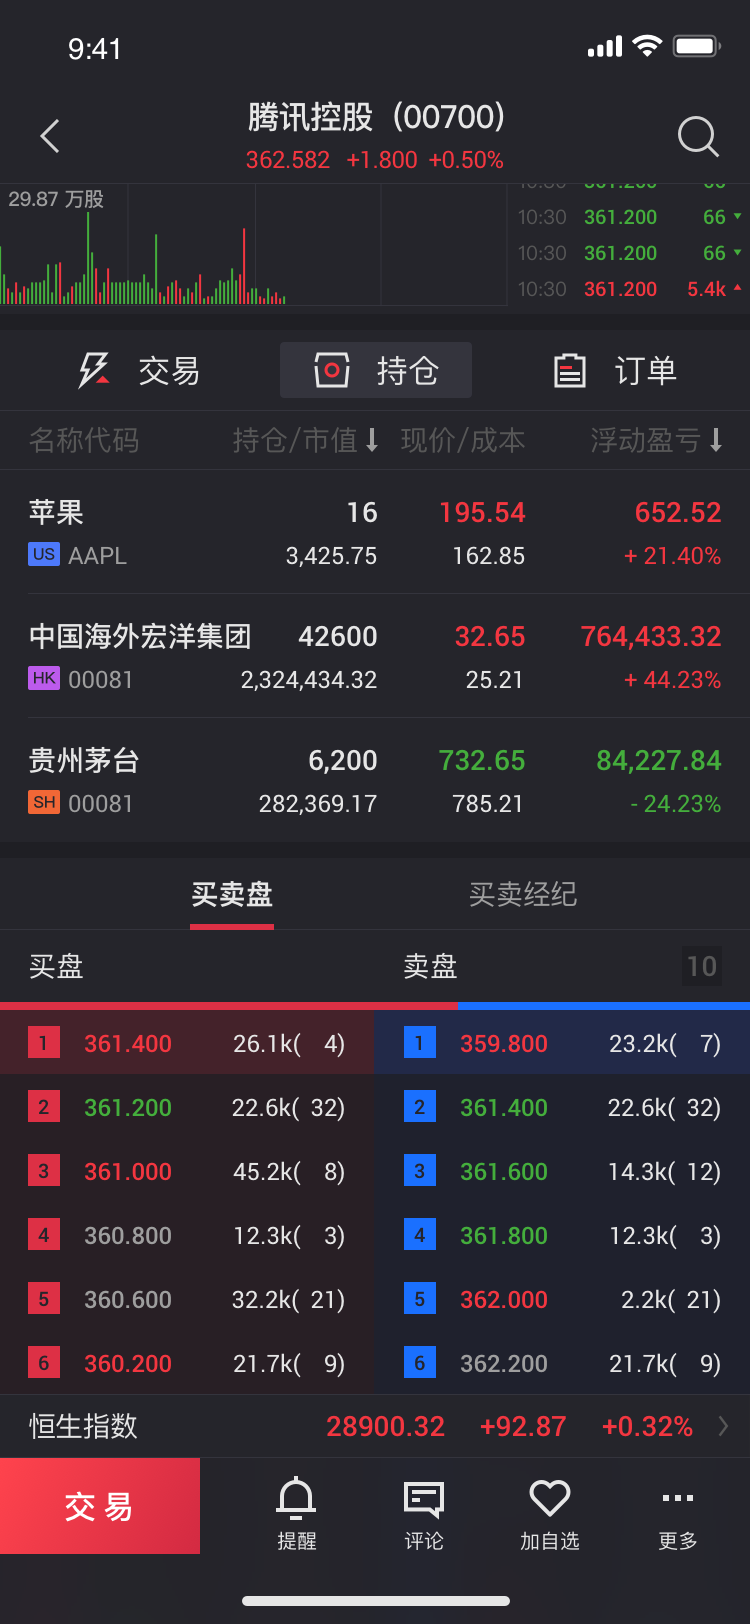 9:41
腾讯控股（00700）
362.582 +1.800 +0.50%
29.87 万股
10:30 361.200 66
10:30 361.200 66
10:30 361.200 66
10:30 361.200 5.4k
交易 持仓 订单
名称代码 持仓/市值 现价/成本 浮动盈亏
苹果 16 195.54 652.52
US AAPL 3,425.75 162.85 + 21.40%
中国海外宏洋集团 42600 32.65 764,433.32
HK 00081 2,324,434.32 25.21 + 44.23%
贵州茅台 6,200 732.65 84,227.84
SH 00081 282,369.17 785.21 - 24.23%
买卖盘 买卖经纪
买盘 卖盘 10
1 361.400 26.1k( 4) 1 359.800 23.2k( 7)
2 361.200 22.6k( 32) 2 361.400 22.6k( 32)
3 361.000 45.2k( 8) 3 361.600 14.3k( 12)
4 360.800 12.3k( 3) 4 361.800 12.3k( 3)
5 360.600 32.2k( 21) 5 362.000 2.2k( 21)
6 360.200 21.7k( 9) 6 362.200 21.7k( 9)
恒生指数 28900.32 +92.87 +0.32%
交易 提醒 评论 加自选 更多